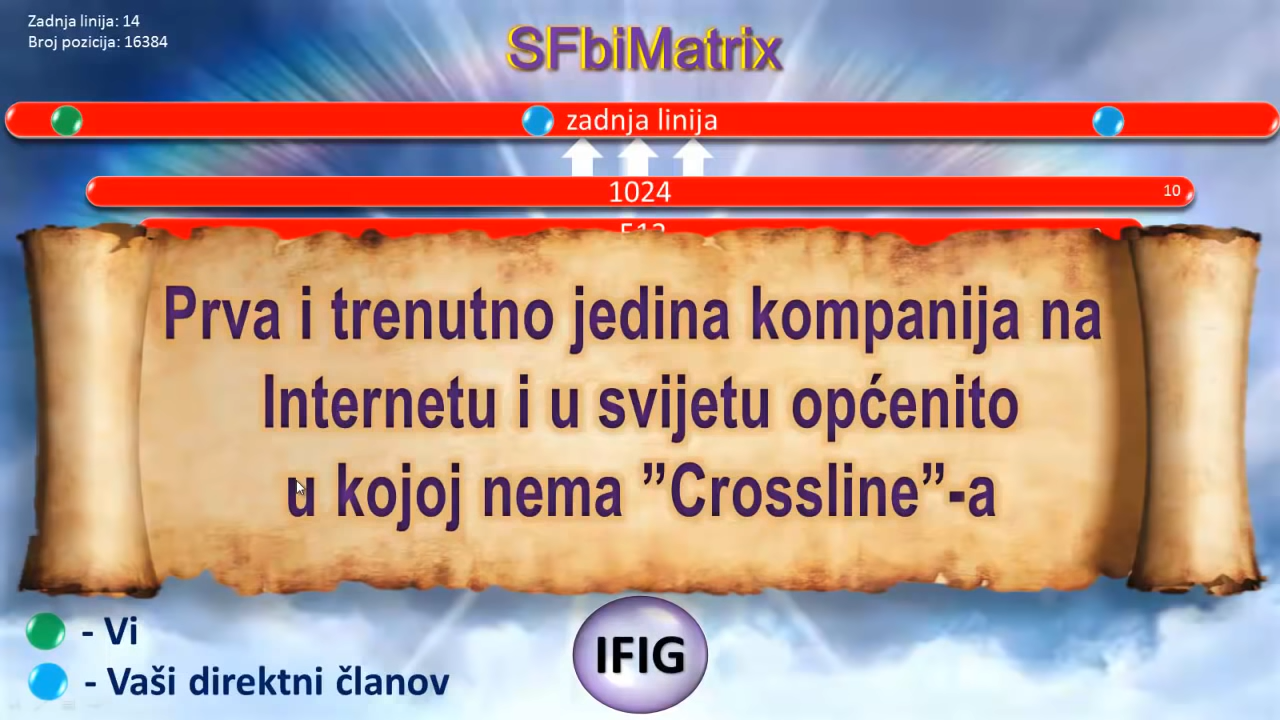 Zadnja linija: 14
Broj pozicija: 16384
SFbiMatrix
zadnja linija
1024
10
512
Prva i trenutno jedina kompanija na
Internetu i u svijetu općenito
u kojoj nema ”Crossline”-a
IFIG
- Vi
- Vaši direktni članov